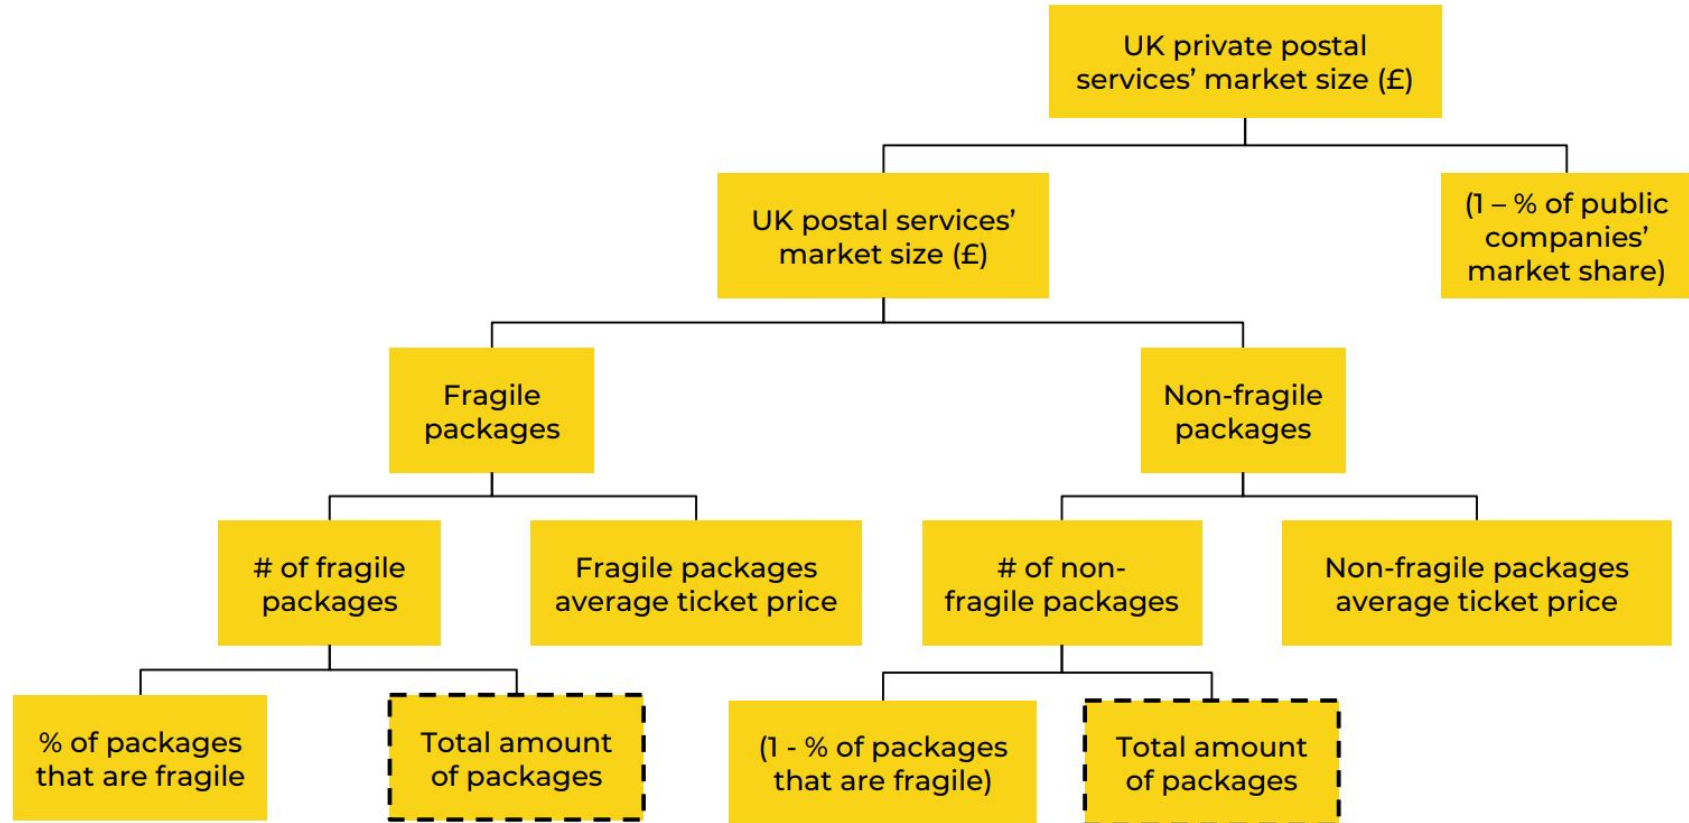 UK private postal
services’ market size (£)
UK postal services’
market size (£)
(1 – % of public
companies’
market share)
Fragile
packages
Non-fragile
packages
# of fragile
packages
Fragile packages
average ticket price
# of non-
fragile packages
Non-fragile packages
average ticket price
% of packages
that are fragile
Total amount
of packages
(1 - % of packages
that are fragile)
Total amount
of packages